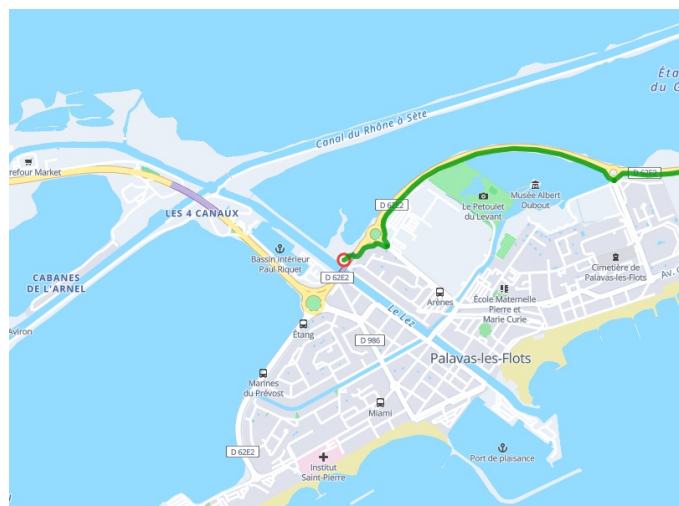 Canal du Rhône à Sète
Éta
du G
refour Market
D 62E2
D 62E2
Musée Albert
Dubout
Le Petoulet
du Levant
LES 4 CANAUX
Bassin intérieur
Paul Riquet
D 62E2
Cimetière de
Palavas-les-Flots
CABANES
DE L'ARNEL
Arènes
École Maternelle
Pierre et
Marie Curie
Av.
Le Lez
Aviron
Étang
D 986
Palavas-les-Flots
Marines
du Prévost
Miami
D 62E2
Port de plaisance
Institut
Saint-Pierre